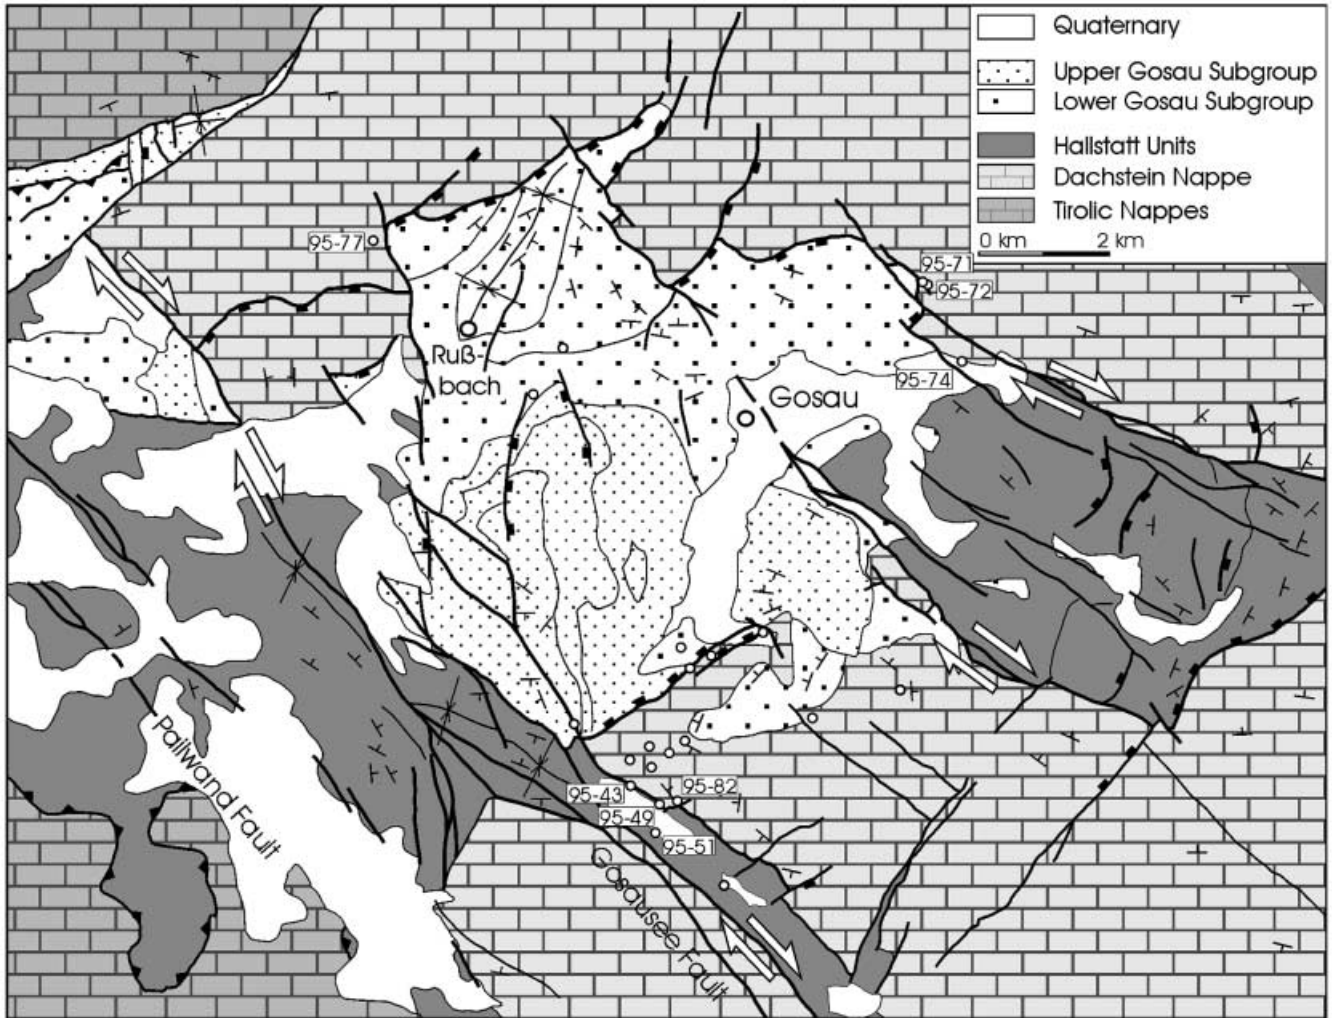 Quaternary
Upper Gosau Subgroup
Lower Gosau Subgroup
Hallstatt Units
Dachstein Nappe
Tirolic Nappes
0 km 2 km
95-77
95-71
95-72
Ruß-
bach
95-74
Gosau
95-43
95-82
95-49
95-51
Pailwand Fault
Gosausee Fault